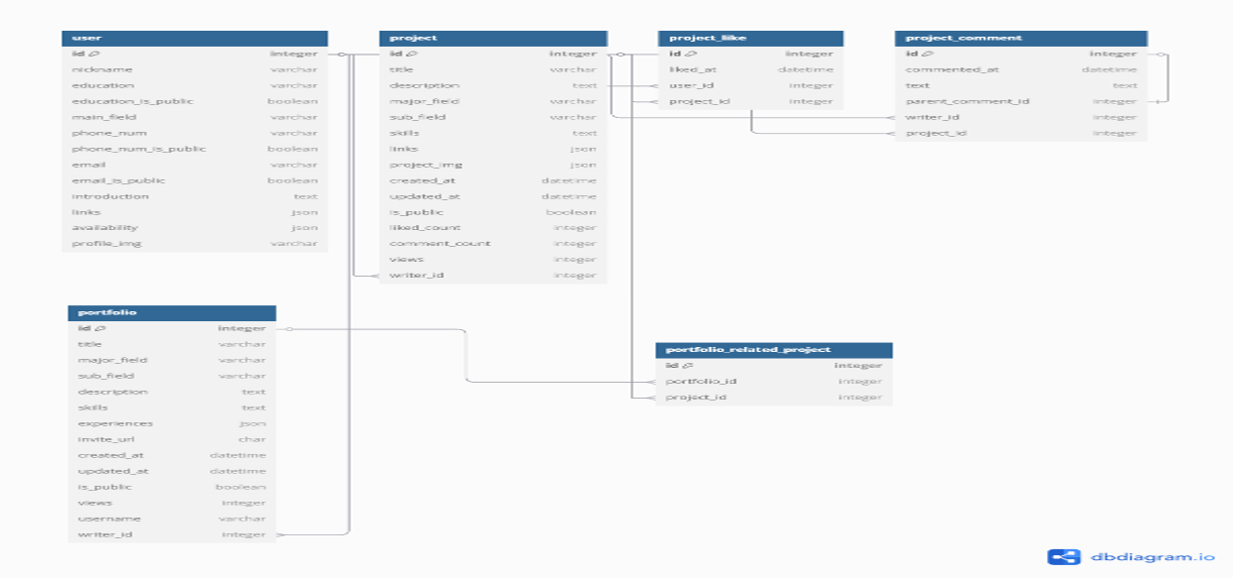 user
id integer
nickname varchar
education varchar
education_is_public boolean
main_field varchar
phone_num varchar
phone_num_is_public boolean
email varchar
email_is_public boolean
introduction text
links json
availability json
profile_img varchar
project
id integer
title varchar
description text
major_field varchar
sub_field varchar
skills text
links json
project_img json
created_at datetime
updated_at datetime
is_public boolean
liked_count integer
comment_count integer
views integer
writer_id integer
project_like
id integer
liked_at datetime
user_id integer
project_id integer
project_comment
id integer
commented_at datetime
text text
parent_comment_id integer
writer_id integer
project_id integer
portfolio
id integer
title varchar
major_field varchar
sub_field varchar
description text
skills text
experiences json
invite_url char
created_at datetime
updated_at datetime
is_public boolean
views integer
username varchar
writer_id integer
portfolio_related_project
id integer
portfolio_id integer
project_id integer
dbdiagram.io